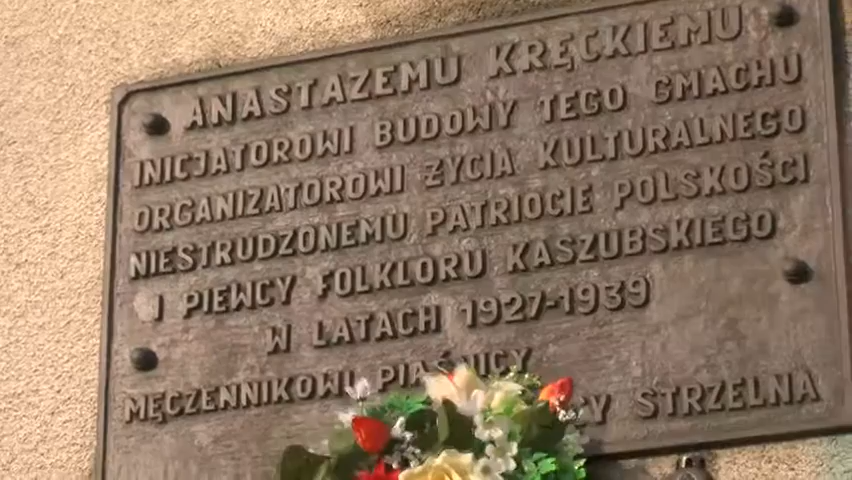 ANASTAZEMU KRĘCKIEMU
INICJATOROWI BUDOWY TEGO GMACHU
ORGANIZATOROWI ŻYCIA KULTURALNEGO
NIESTRUDZONEMU PATRIOCIE POLSKOŚCI
I PIEWCY FOLKLORU KASZUBSKIEGO
W LATACH 1927-1939
MĘCZENNIKOWI PIAŚNICY
STRZELNA